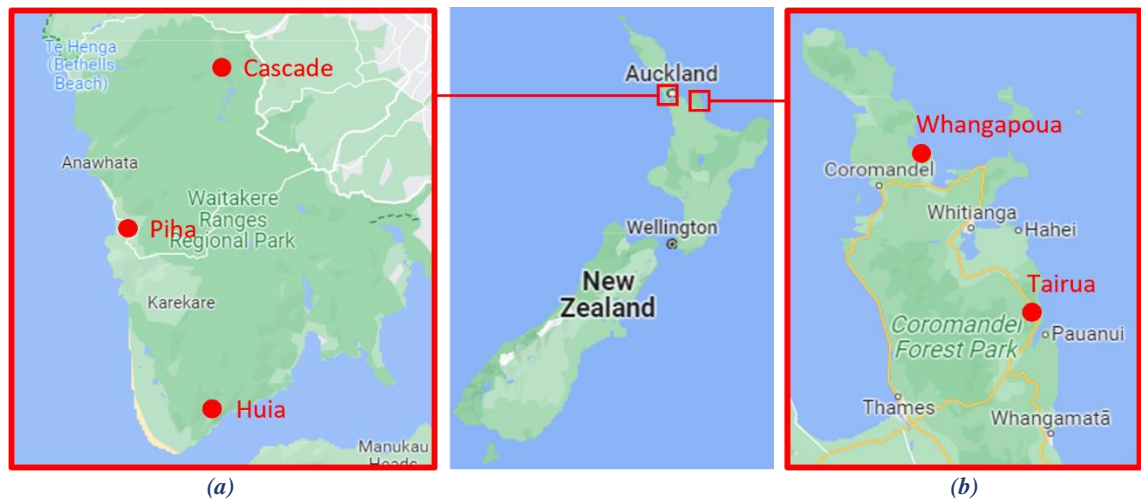 Te Henga
(Bethells
Beach)
Cascade
Anawhata
Waitakere
Ranges
Regional Park
Piha
Karekare
Huia
Manukau
Heads
(a)
Auckland
Wellington
New
Zealand
Whangapoua
Coromandel
Whitianga
Hahei
Tairua
Coromandel
Forest Park
Pauanui
Thames
Whangamatā
(b)